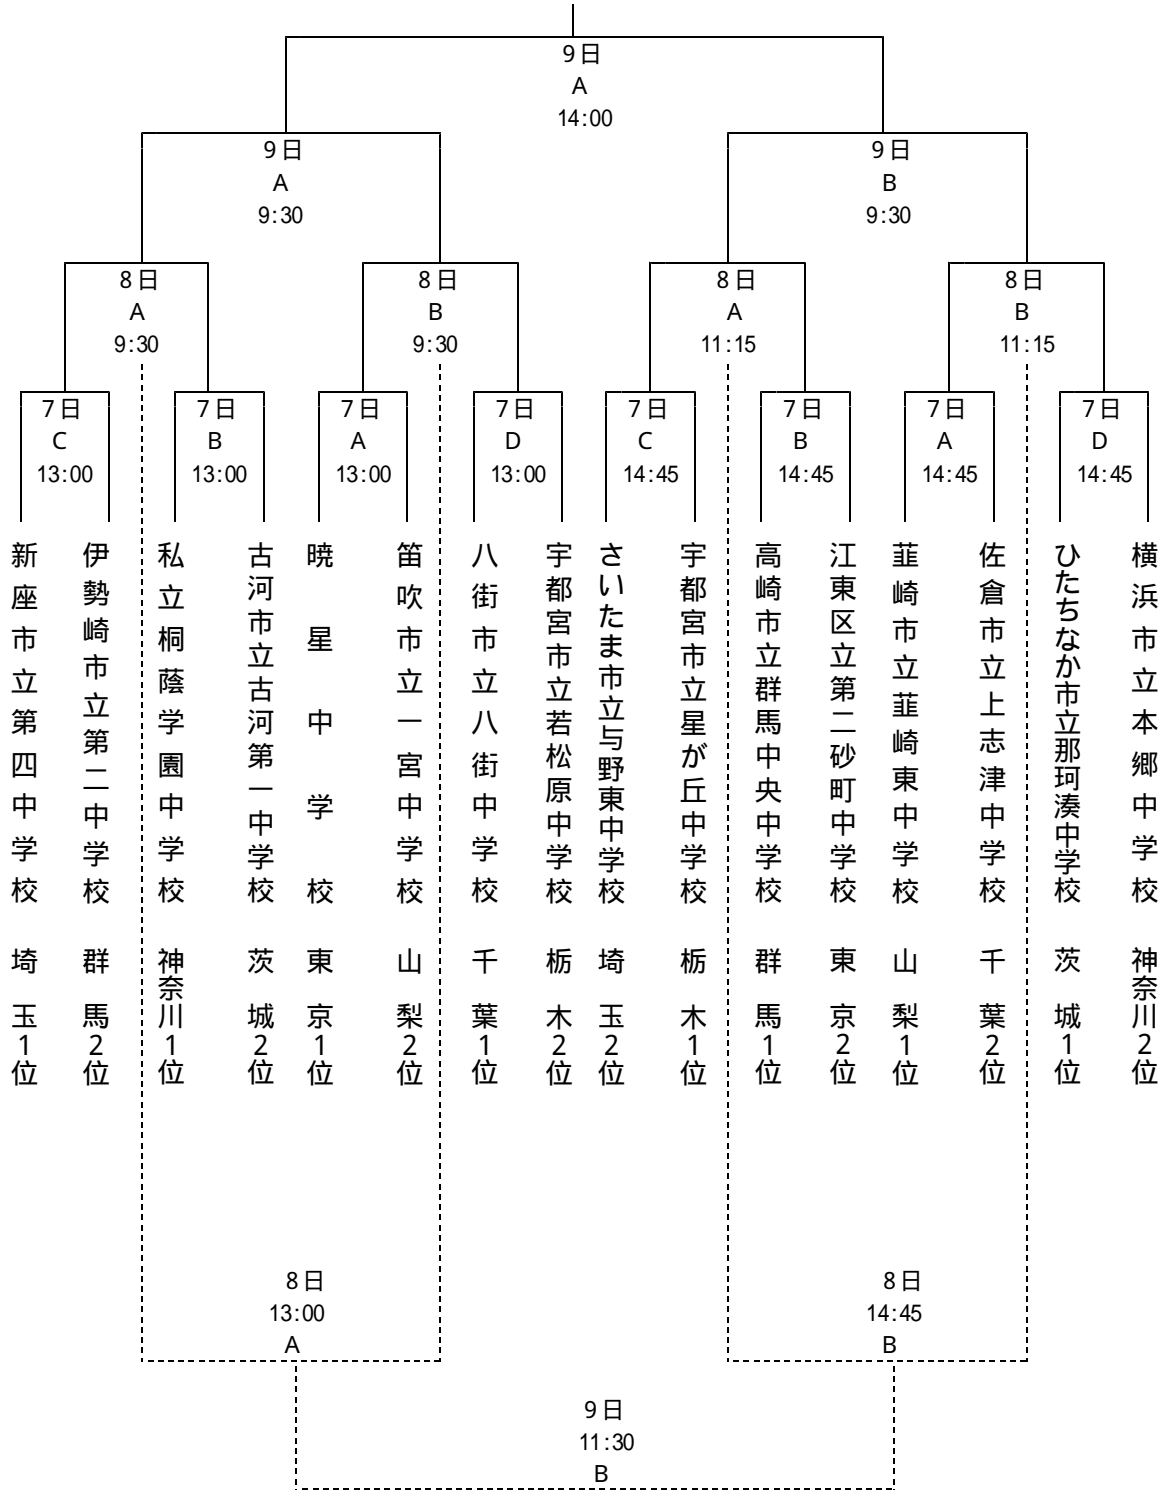 9日
A
14:00
9日
A
9:30
9日
B
9:30
8日
A
9:30
8日
B
9:30
8日
A
11:15
8日
B
11:15
7日
C
13:00
7日
B
13:00
7日
A
13:00
7日
D
13:00
7日
C
14:45
7日
B
14:45
7日
A
14:45
7日
D
14:45
新座市立第四中学校 埼玉1位
伊勢崎市立第二中学校 群馬2位
私立桐蔭学園中学校 神奈川1位
古河市立古河第一中学校 茨城2位
暁星中学校 東京1位
笛吹市立一宮中学校 山梨2位
八街市立八街中学校 千葉1位
宇都宮市立若松原中学校 栃木2位
さいたま市立与野東中学校 埼玉2位
宇都宮市立星が丘中学校 栃木1位
高崎市立群馬中央中学校 群馬1位
江東区立第二砂町中学校 東京2位
韮崎市立韮崎東中学校 山梨1位
佐倉市立上志津中学校 千葉2位
ひたちなか市立那珂湊中学校 茨城1位
横浜市立本郷中学校 神奈川2位
8日
13:00
A
8日
14:45
B
9日
11:30
B